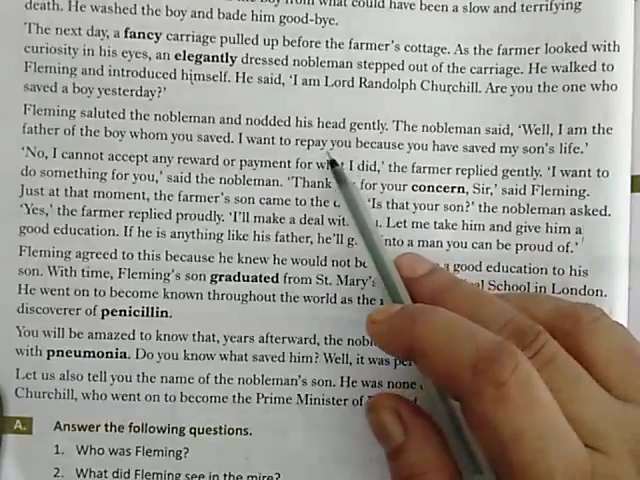 death. He washed the boy and bade him good-bye.
The next day, a fancy carriage pulled up before the farmer's cottage. As the farmer looked with
curiosity in his eyes, an elegantly dressed nobleman stepped out of the carriage. He walked to
Fleming and introduced himself. He said, 'I am Lord Randolph Churchill. Are you the one who
saved a boy yesterday?'
Fleming saluted the nobleman and nodded his head gently. The nobleman said, 'Well, I am the
father of the boy whom you saved. I want to repay you because you have saved my son's life.'
'No, I cannot accept any reward or payment for what I did,' the farmer replied gently. 'I want to
do something for you,' said the nobleman. 'Thank for your concern, Sir,' said Fleming.
Just at that moment, the farmer's son came to the 'Is that your son?' the nobleman asked.
'Yes,' the farmer replied proudly. 'I'll make a deal Let me take him and give him a
good education. If he is anything like his father, he'll into a man you can be proud of.'
Fleming agreed to this because he knew he would not a good education to his
son. With time, Fleming's son graduated from St. Mary's School in London.
He went on to become known throughout the world as the
discoverer of penicillin.
You will be amazed to know that, years afterward, the
with pneumonia. Do you know what saved him? Well, it was
Let us also tell you the name of the nobleman's son. He was none
Churchill, who went on to become the Prime Minister of
A. Answer the following questions.
1. Who was Fleming?
2. What did Fleming see in the mire?